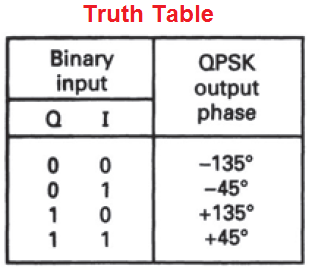 Truth Table
Binary input QPSK output phase
Q I
0 0 −135°
0 1 −45°
1 0 +135°
1 1 +45°